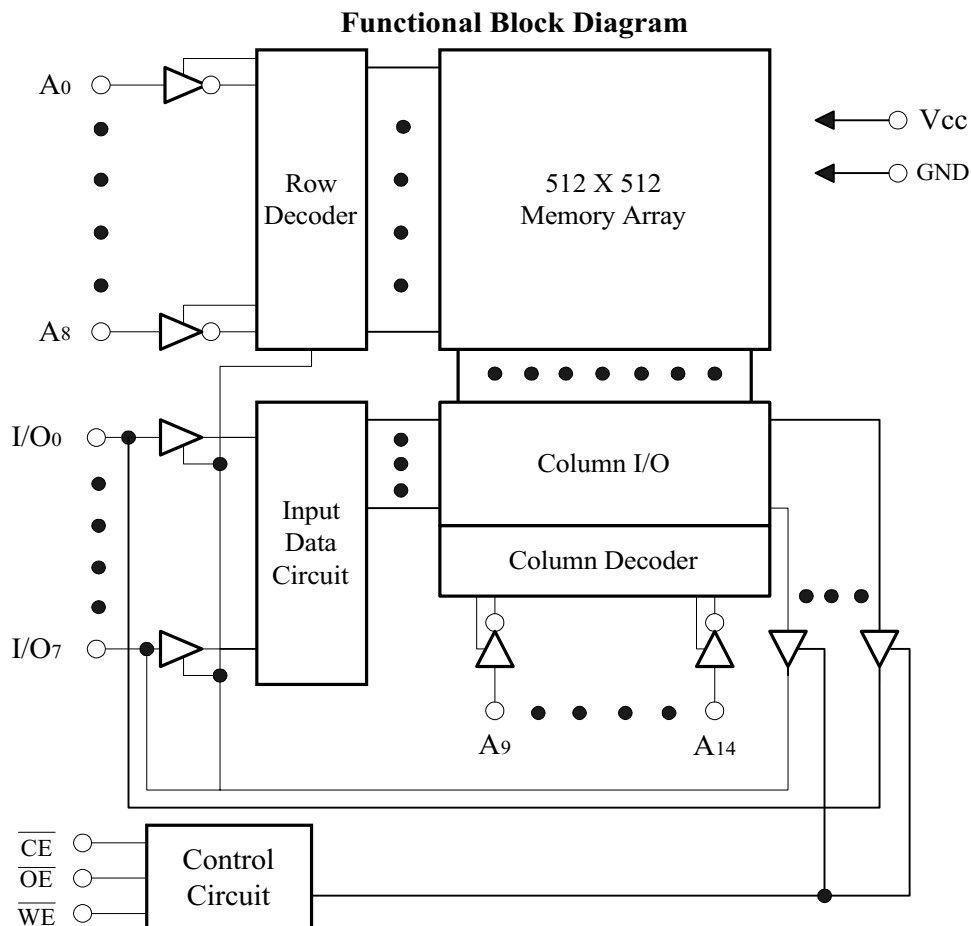 Functional Block Diagram
A0
Row
Decoder
512 X 512
Memory Array
Vcc
GND
A8
I/O0
Input
Data
Circuit
Column I/O
Column Decoder
I/O7
A9
A14
CE
OE
WE
Control
Circuit